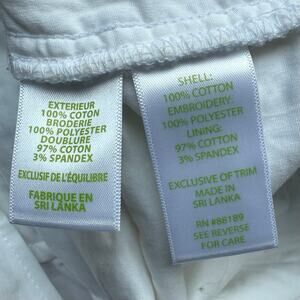 EXTERIEUR
100% COTON
BRODERIE
100% POLYESTER
DOUBLURE
97% COTON
3% SPANDEX
EXCLUSIF DE L'ÉQUILIBRE
FABRIQUE EN
SRI LANKA
SHELL:
100% COTTON
EMBROIDERY:
100% POLYESTER
LINING:
97% COTTON
3% SPANDEX
EXCLUSIVE OF TRIM
MADE IN
SRI LANKA
RN #88189
SEE REVERSE
FOR CARE